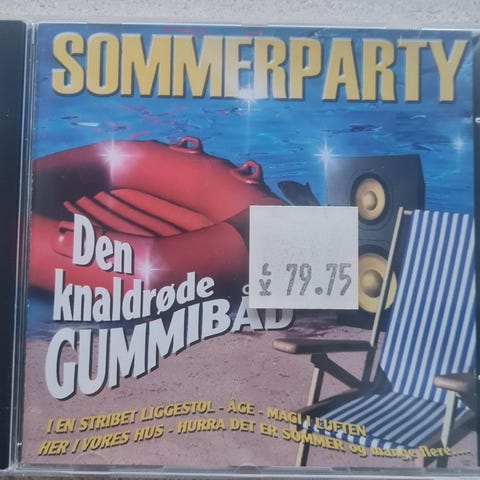 SOMMERPARTY
Den
knaldrøde
GUMMIBÅD
79.75
I EN STRIBET LIGGESTOL - ÅGE - MAGI I LUFTEN
HER I VORES HUS - HURRA DET ER SOMMER og mange flere....